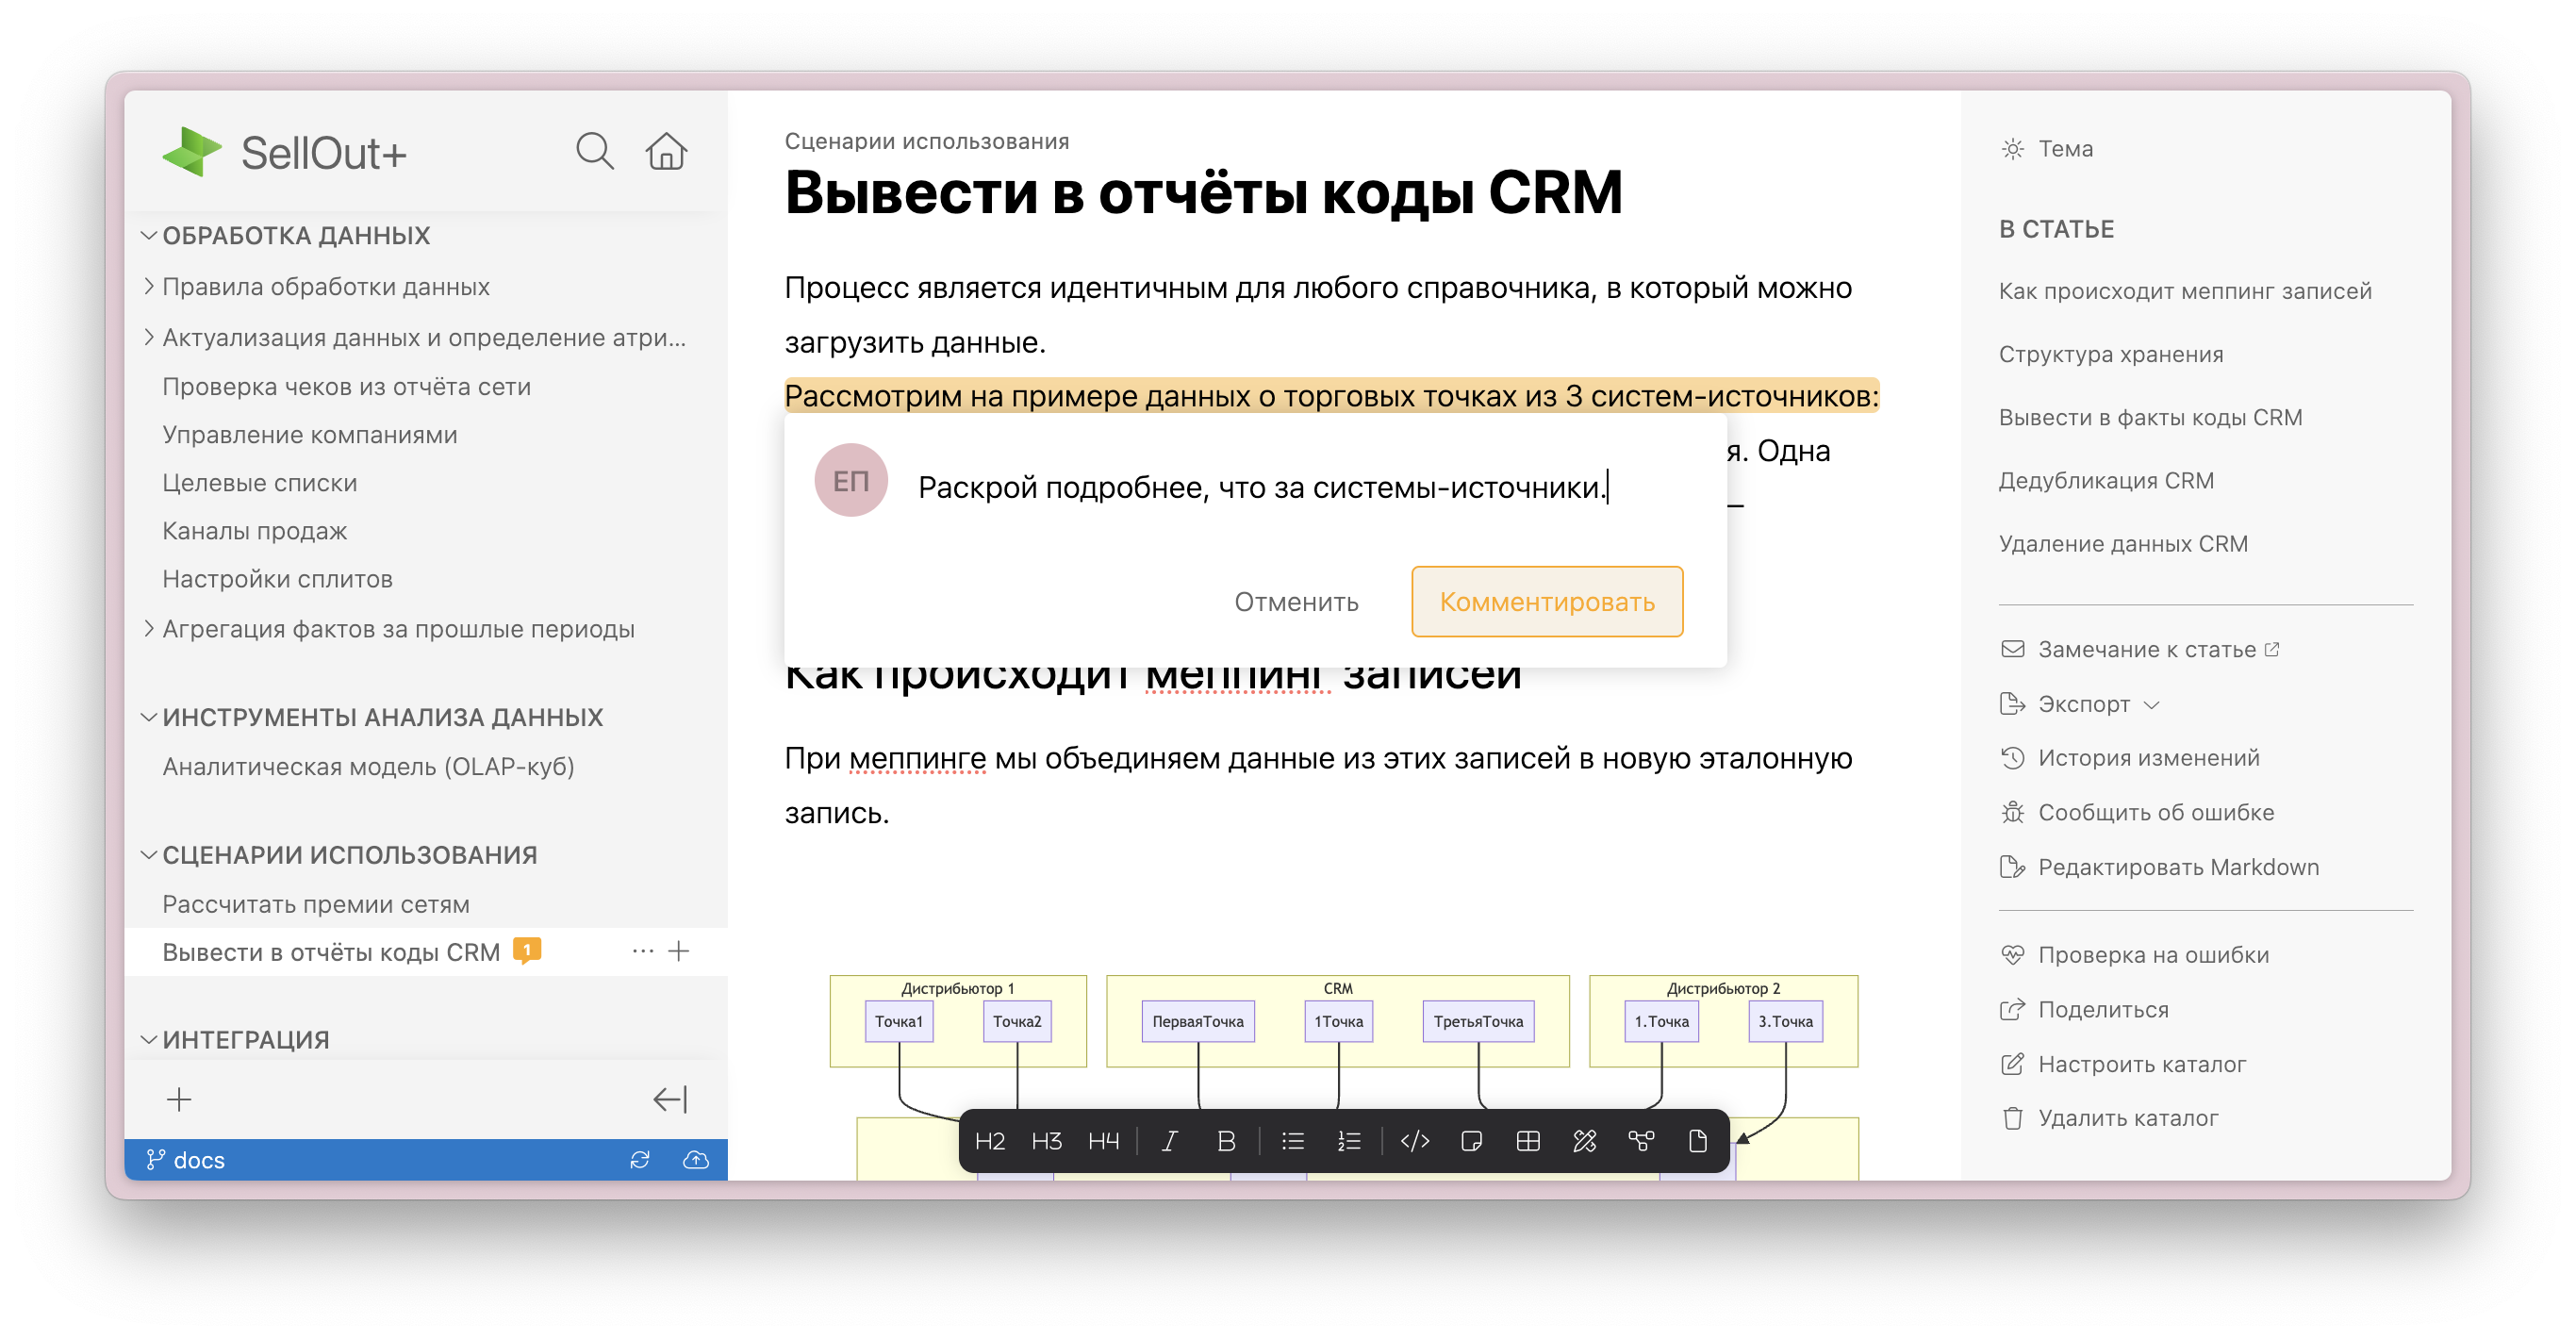 SellOut+
ОБРАБОТКА ДАННЫХ
Правила обработки данных
Актуализация данных и определение атри...
Проверка чеков из отчёта сети
Управление компаниями
Целевые списки
Каналы продаж
Настройки сплитов
Агрегация фактов за прошлые периоды
ИНСТРУМЕНТЫ АНАЛИЗА ДАННЫХ
Аналитическая модель (OLAP-куб)
СЦЕНАРИИ ИСПОЛЬЗОВАНИЯ
Рассчитать премии сетям
Вывести в отчёты коды CRM 1
ИНТЕГРАЦИЯ
docs
Сценарии использования
Вывести в отчёты коды CRM
Процесс является идентичным для любого справочника, в который можно
загрузить данные.
Рассмотрим на примере данных о торговых точках из 3 систем-источников:
я. Одна
–
ЕП
Раскрой подробнее, что за системы-источники.
Отменить
Комментировать
Как происходит меппинг записей
При меппинге мы объединяем данные из этих записей в новую эталонную
запись.
Дистрибьютор 1
Точка1 Точка2
CRM
ПерваяТочка 1Точка ТретьяТочка
Дистрибьютор 2
1.Точка 3.Точка
H2 H3 H4 I B
Тема
В СТАТЬЕ
Как происходит меппинг записей
Структура хранения
Вывести в факты коды CRM
Дедубликация CRM
Удаление данных CRM
Замечание к статье
Экспорт
История изменений
Сообщить об ошибке
Редактировать Markdown
Проверка на ошибки
Поделиться
Настроить каталог
Удалить каталог